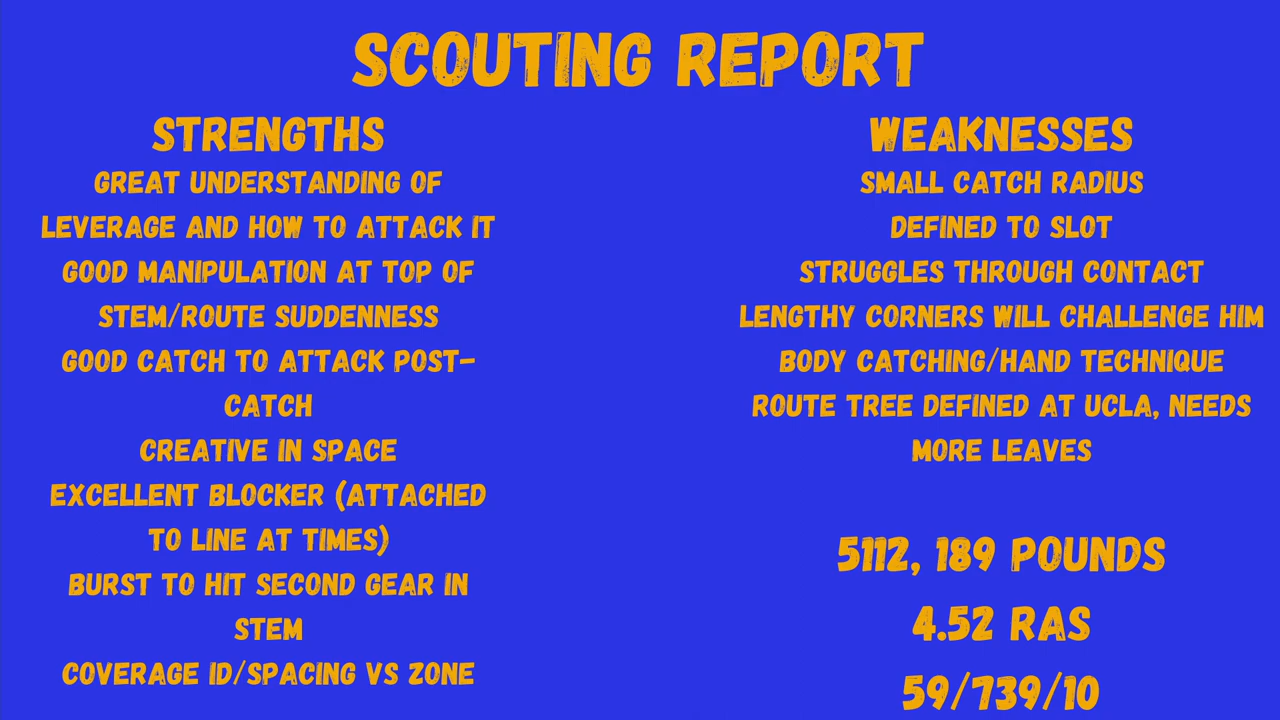 SCOUTING REPORT
STRENGTHS
GREAT UNDERSTANDING OF
LEVERAGE AND HOW TO ATTACK IT
GOOD MANIPULATION AT TOP OF
STEM/ROUTE SUDDENNESS
GOOD CATCH TO ATTACK POST-
CATCH
CREATIVE IN SPACE
EXCELLENT BLOCKER (ATTACHED
TO LINE AT TIMES)
BURST TO HIT SECOND GEAR IN
STEM
COVERAGE ID/SPACING VS ZONE
WEAKNESSES
SMALL CATCH RADIUS
DEFINED TO SLOT
STRUGGLES THROUGH CONTACT
LENGTHY CORNERS WILL CHALLENGE HIM
BODY CATCHING/HAND TECHNIQUE
ROUTE TREE DEFINED AT UCLA, NEEDS
MORE LEAVES
5112, 189 POUNDS
4.52 RAS
59/739/10